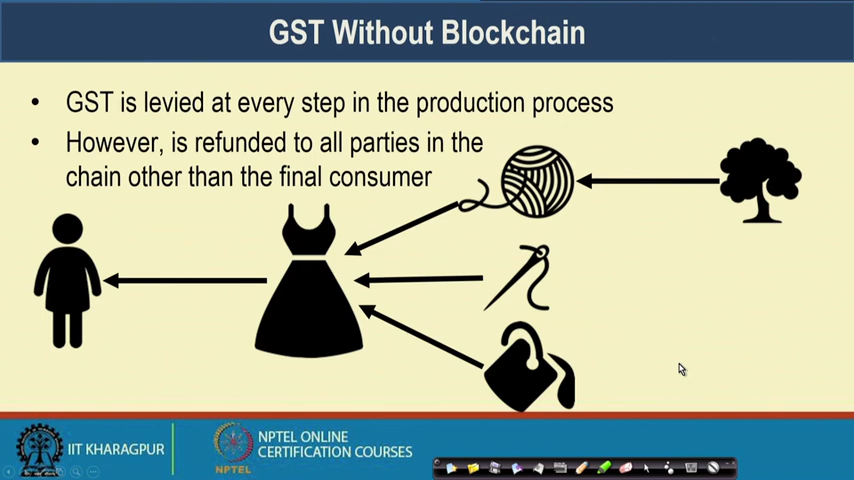 GST Without Blockchain
• GST is levied at every step in the production process
• However, is refunded to all parties in the
chain other than the final consumer
IIT KHARAGPUR
NPTEL
NPTEL ONLINE
CERTIFICATION COURSES